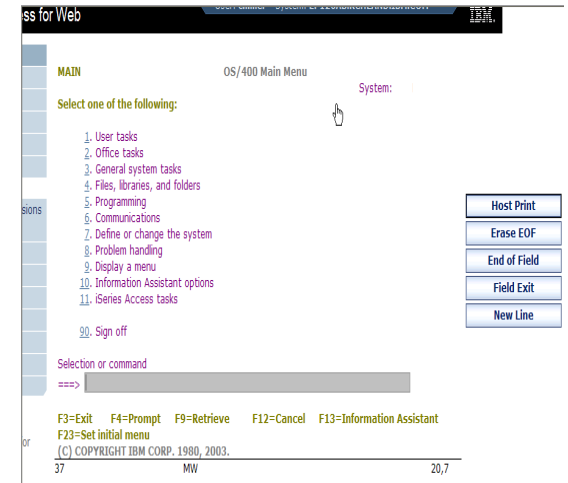 ss for Web
IBM.
MAIN OS/400 Main Menu
System:
Select one of the following:
1. User tasks
2. Office tasks
3. General system tasks
4. Files, libraries, and folders
5. Programming
6. Communications
7. Define or change the system
8. Problem handling
9. Display a menu
10. Information Assistant options
11. iSeries Access tasks
90. Sign off
Selection or command
===>
F3=Exit F4=Prompt F9=Retrieve F12=Cancel F13=Information Assistant
F23=Set initial menu
(C) COPYRIGHT IBM CORP. 1980, 2003.
37 MW 20,7
sions
or
Host Print
Erase EOF
End of Field
Field Exit
New Line